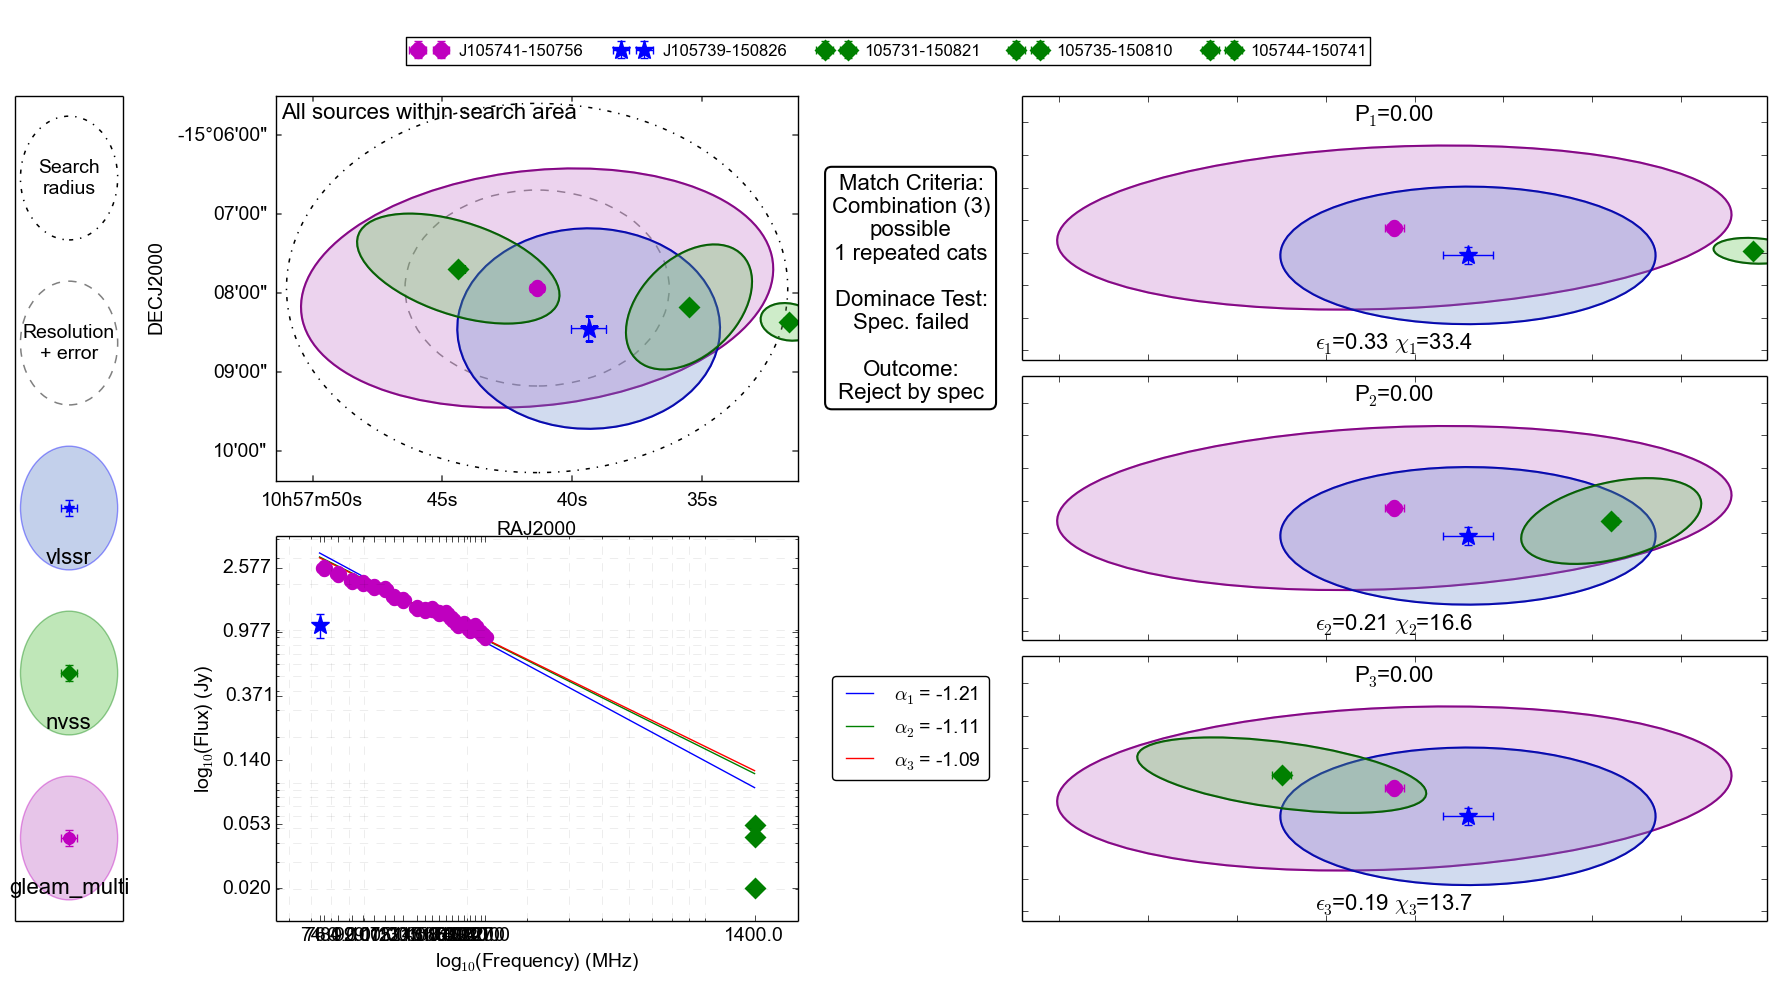 J105741-150756 J105739-150826 105731-150821 105735-150810 105744-150741
Search
radius
Resolution
+ error
vlssr
nvss
gleam_multi
All sources within search area
-15°06'00"
07'00"
08'00"
09'00"
10'00"
DECJ2000
10h57m50s 45s 40s 35s
RAJ2000
2.577
0.977
0.371
0.140
0.053
0.020
log10(Flux) (Jy)
1400.0
log10(Frequency) (MHz)
Match Criteria:
Combination (3)
possible
1 repeated cats
Dominace Test:
Spec. failed
Outcome:
Reject by spec
α1 = -1.21
α2 = -1.11
α3 = -1.09
P1=0.00
ϵ1=0.33 χ1=33.4
P2=0.00
ϵ2=0.21 χ2=16.6
P3=0.00
ϵ3=0.19 χ3=13.7